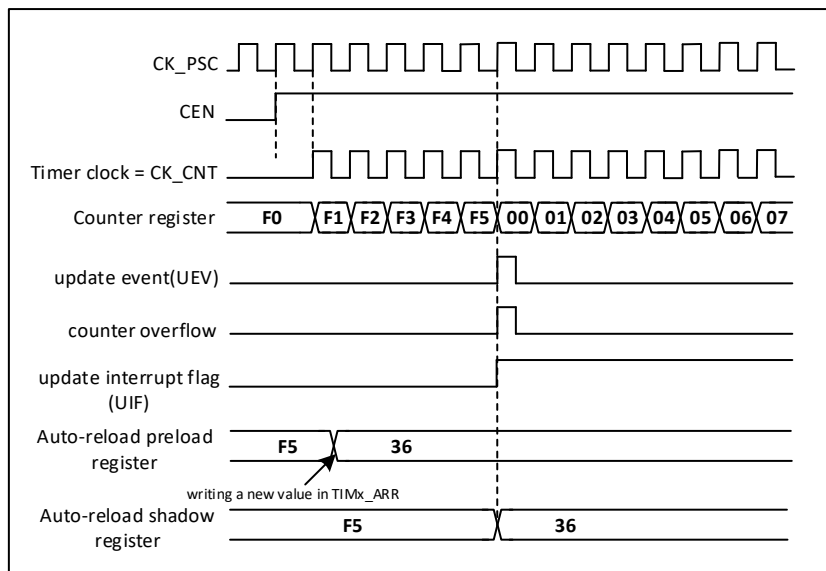 CK_PSC
CEN
Timer clock = CK_CNT
Counter register F0 F1 F2 F3 F4 F5 00 01 02 03 04 05 06 07
update event(UEV)
counter overflow
update interrupt flag
(UIF)
Auto-reload preload
register
F5 36
writing a new value in TIMx_ARR
Auto-reload shadow
register
F5 36